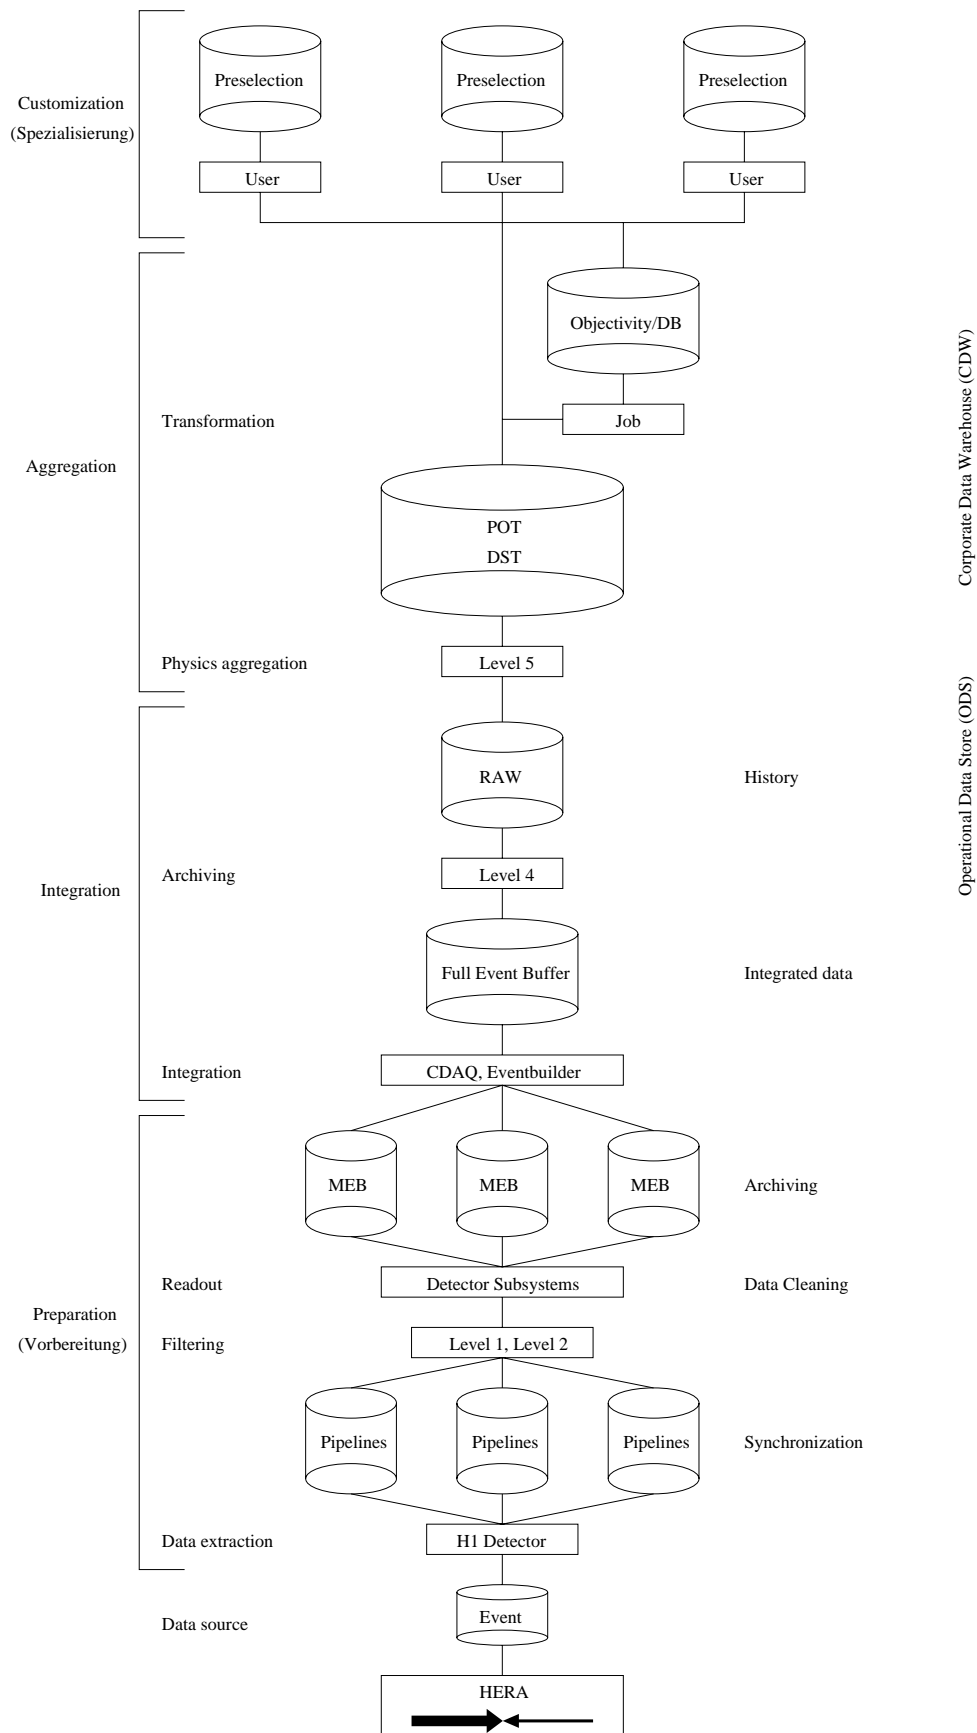 Preselection
Preselection
Preselection
Customization
(Spezialisierung)
User
User
User
Objectivity/DB
Corporate Data Warehouse (CDW)
Transformation
Job
Aggregation
POT
DST
Physics aggregation
Level 5
Operational Data Store (ODS)
RAW
History
Archiving
Level 4
Integration
Full Event Buffer
Integrated data
Integration
CDAQ, Eventbuilder
MEB
MEB
MEB
Archiving
Readout
Detector Subsystems
Data Cleaning
Preparation
(Vorbereitung)
Filtering
Level 1, Level 2
Pipelines
Pipelines
Pipelines
Synchronization
Data extraction
H1 Detector
Data source
Event
HERA